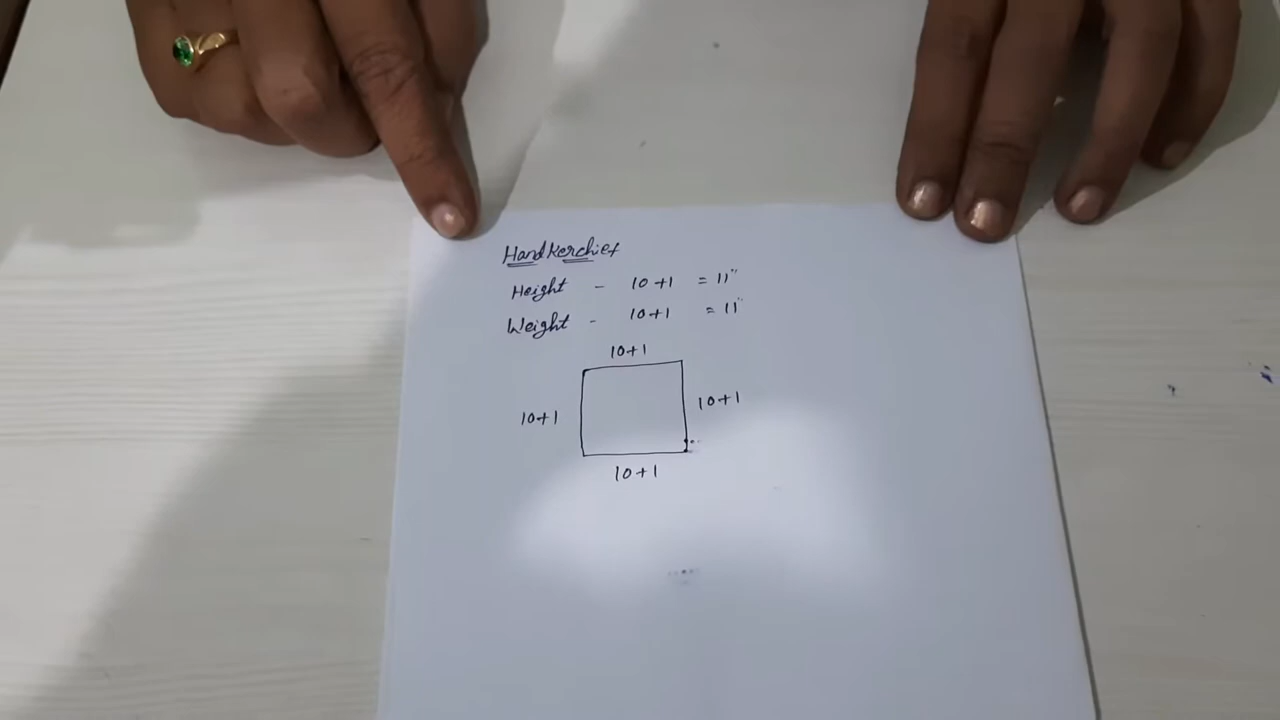 HandKerchief
Height - 10+1 = 11"
Weight - 10+1 = 11"
10+1
10+1
10+1
10+1